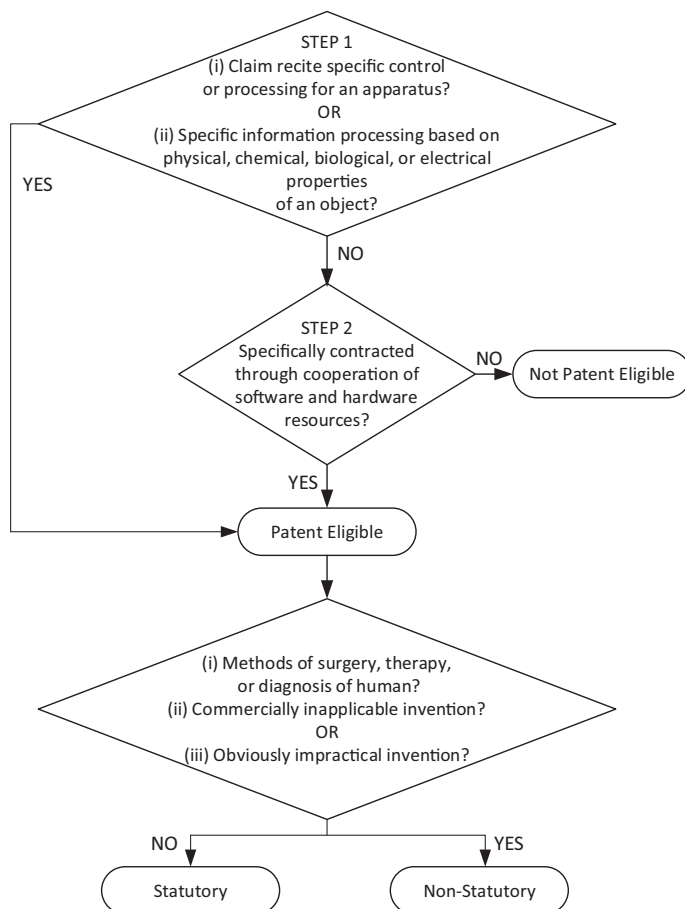 STEP 1
(i) Claim recite specific control
or processing for an apparatus?
OR
(ii) Specific information processing based on
physical, chemical, biological, or electrical
properties
of an object?
YES
NO
STEP 2
Specifically contracted
through cooperation of
software and hardware
resources?
NO
Not Patent Eligible
YES
Patent Eligible
(i) Methods of surgery, therapy,
or diagnosis of human?
(ii) Commercially inapplicable invention?
OR
(iii) Obviously impractical invention?
NO
YES
Statutory
Non-Statutory